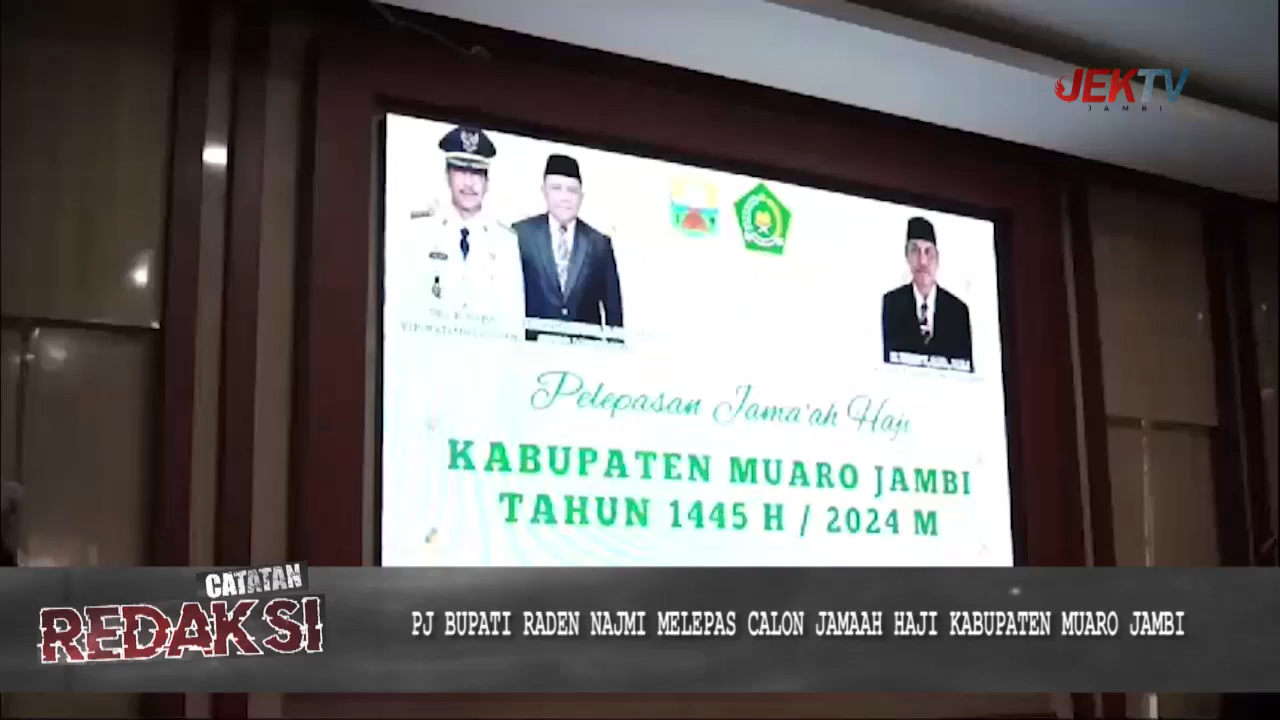 JEKTV
JAMBI
Pelepasan Jama'ah Haji
KABUPATEN MUARO JAMBI
TAHUN 1445 H / 2024 M
CATATAN
REDAKSI
PJ BUPATI RADEN NAJMI MELEPAS CALON JAMAAH HAJI KABUPATEN MUARO JAMBI